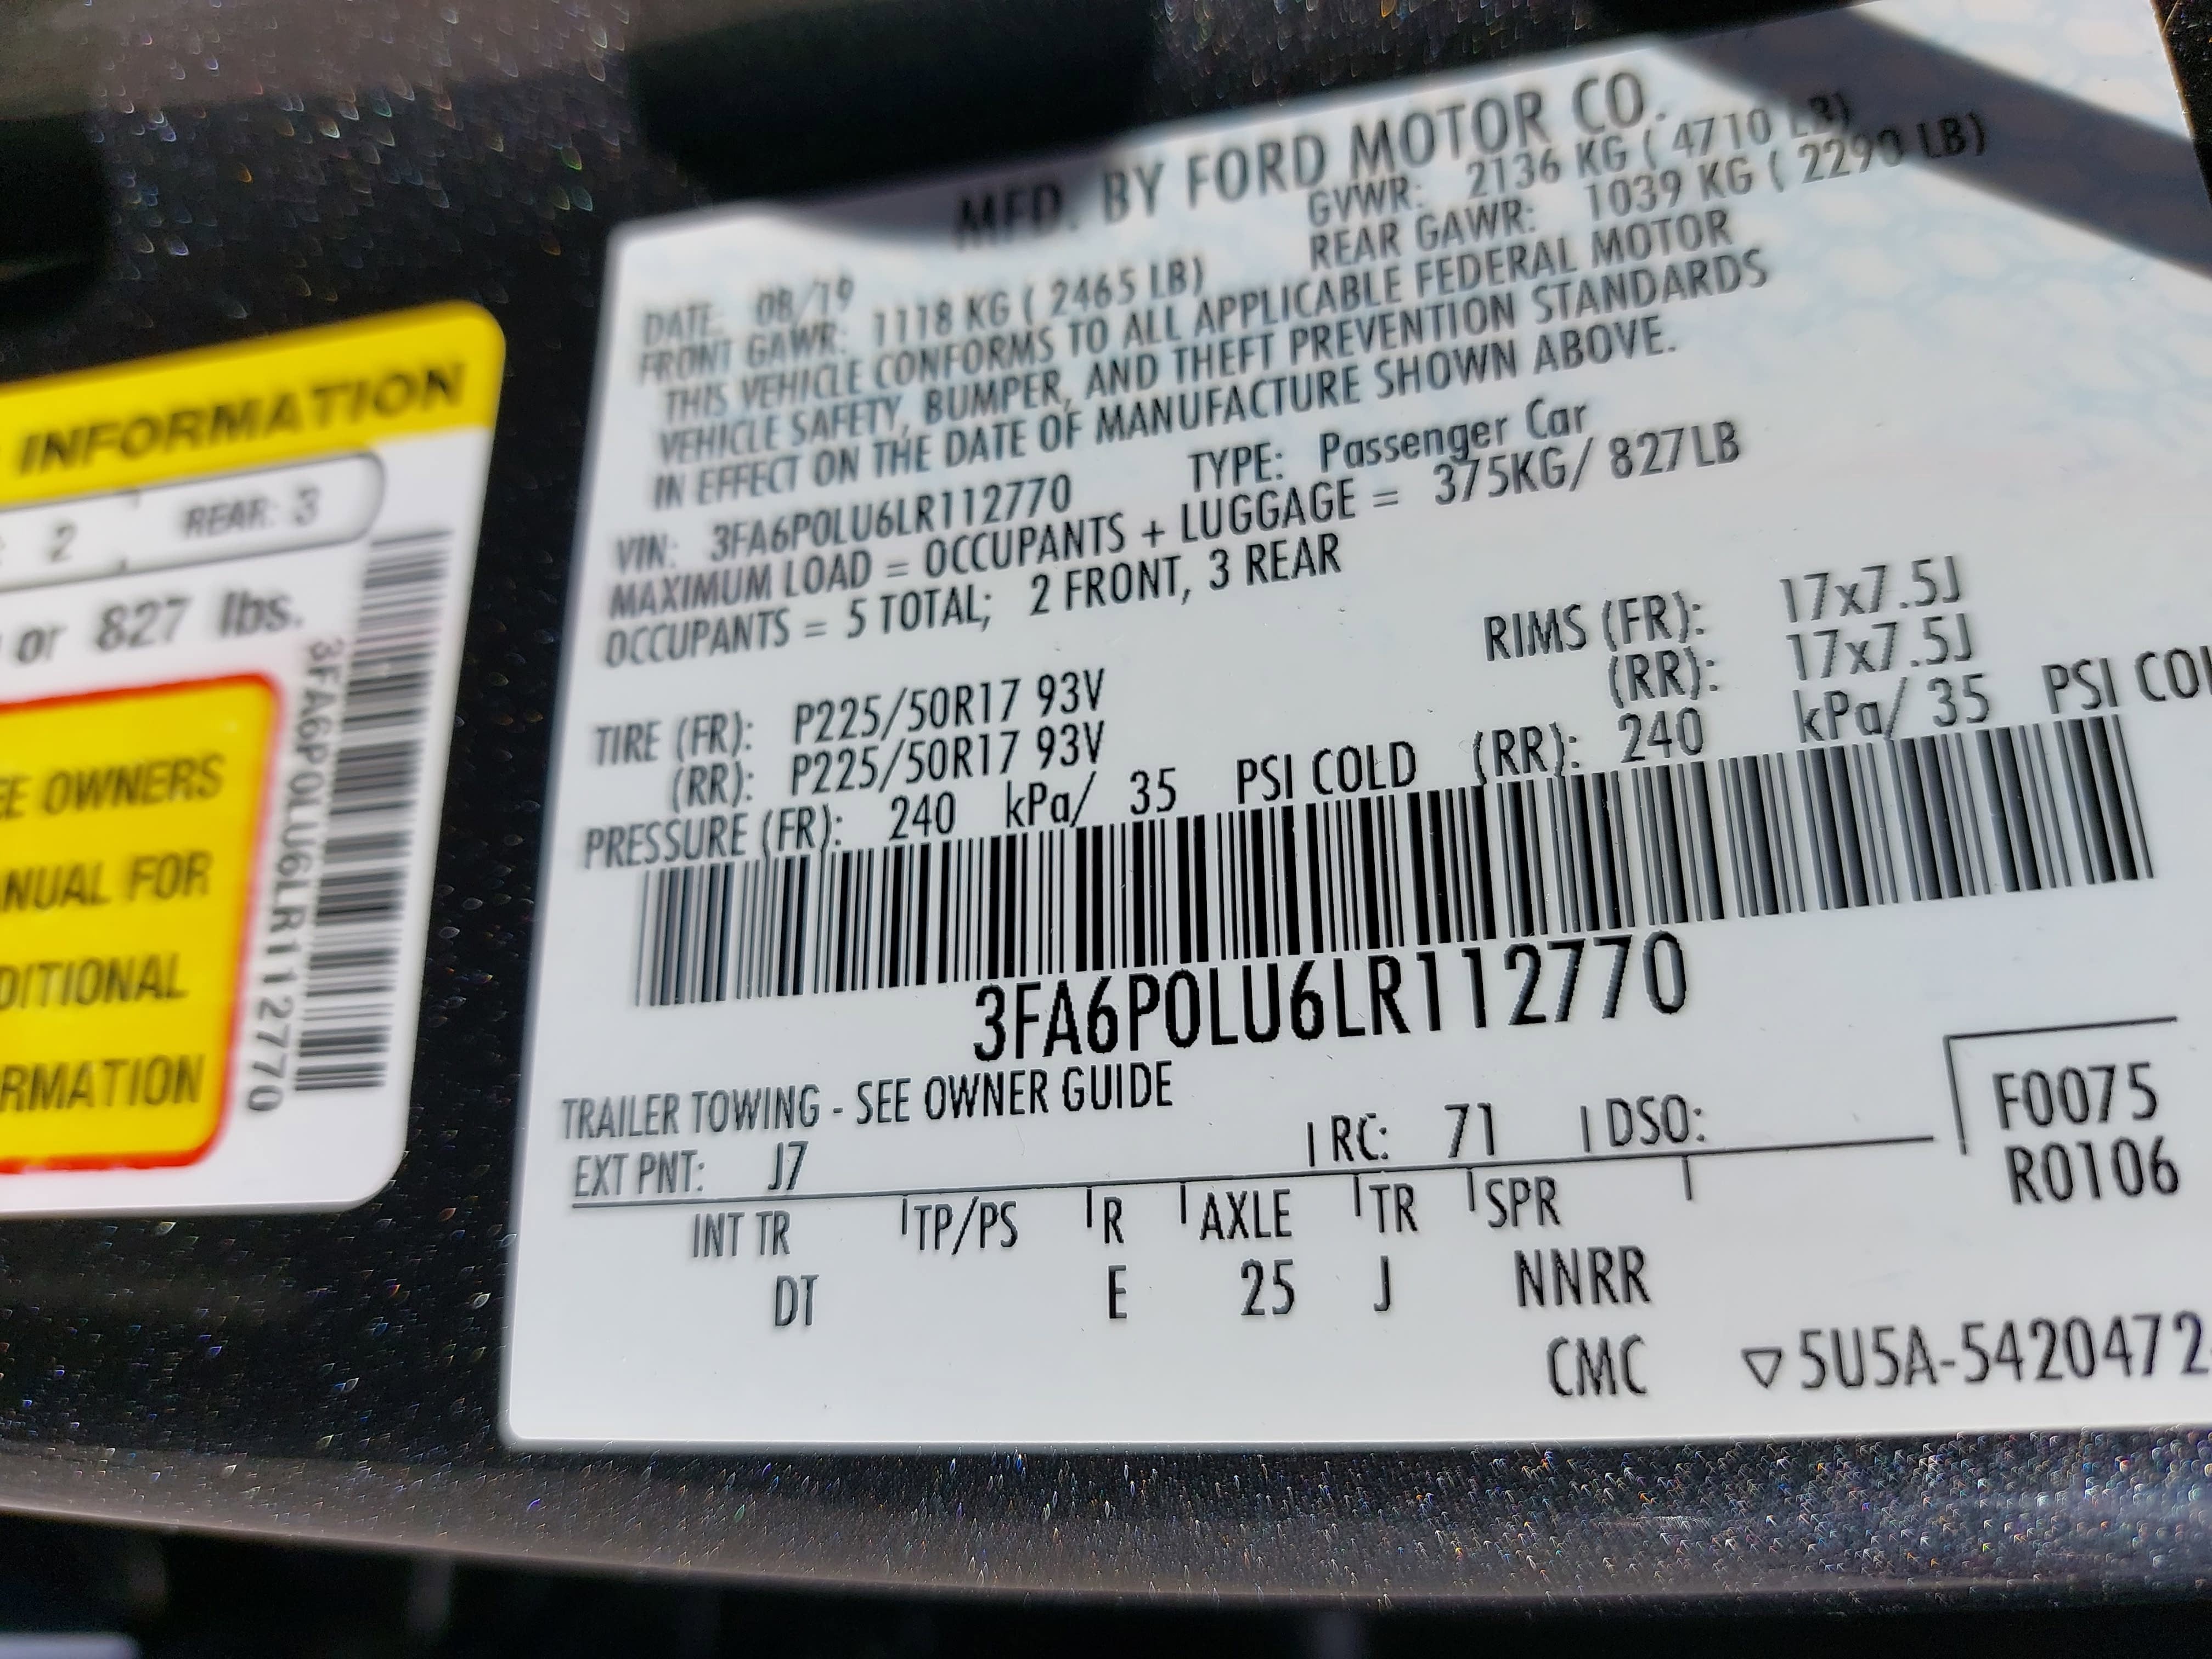 INFORMATION
2 REAR: 3
or 827 lbs.
EE OWNERS
ANUAL FOR
DITIONAL
RMATION
3FA6P0LU6LR112770
MFD. BY FORD MOTOR CO.
DATE: 08/19 GVWR: 2136 KG ( 4710 LB)
FRONT GAWR: 1118 KG ( 2465 LB) REAR GAWR: 1039 KG ( 2290 LB)
THIS VEHICLE CONFORMS TO ALL APPLICABLE FEDERAL MOTOR
VEHICLE SAFETY, BUMPER, AND THEFT PREVENTION STANDARDS
IN EFFECT ON THE DATE OF MANUFACTURE SHOWN ABOVE.
VIN: 3FA6P0LU6LR112770 TYPE: Passenger Car
MAXIMUM LOAD = OCCUPANTS + LUGGAGE = 375KG/ 827LB
OCCUPANTS = 5 TOTAL; 2 FRONT, 3 REAR
TIRE (FR): P225/50R17 93V RIMS (FR): 17x7.5J
(RR): P225/50R17 93V (RR): 17x7.5J
PRESSURE (FR): 240 kPa/ 35 PSI COLD (RR): 240 kPa/ 35 PSI COL
3FA6P0LU6LR112770
TRAILER TOWING - SEE OWNER GUIDE
EXT PNT: J7 RC: 71 DSO: F0075
R0106
INT TR TP/PS R AXLE TR SPR
DT E 25 J NNRR
CMC ▽5U5A-5420472